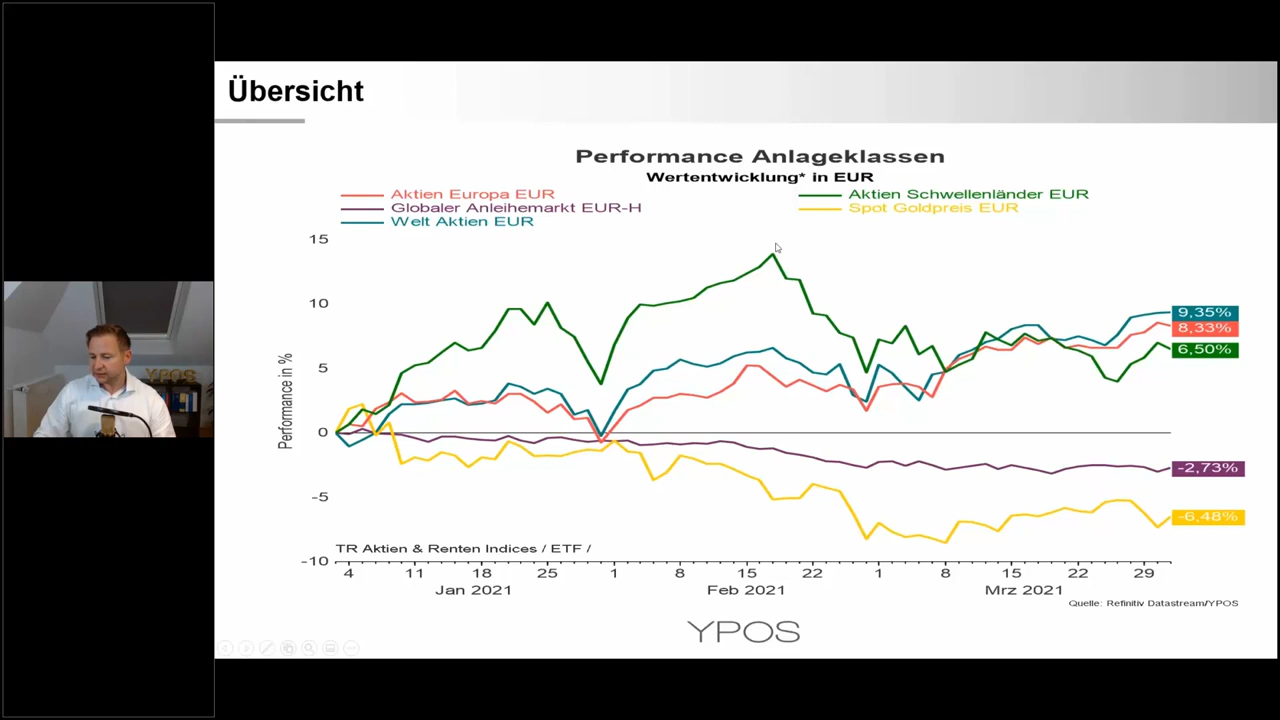 Übersicht
Performance Anlageklassen
Wertentwicklung* in EUR
Aktien Europa EUR
Aktien Schwellenländer EUR
Globaler Anleihemarkt EUR-H
Spot Goldpreis EUR
Welt Aktien EUR
15
10
5
0
-5
-10
Performance in %
9,35%
8,33%
6,50%
-2,73%
-6,48%
TR Aktien & Renten Indices / ETF /
4 11 18 25 1 8 15 22 1 8 15 22 29
Jan 2021 Feb 2021 Mrz 2021
Quelle: Refinitiv Datastream/YPOS
YPOS
YPOS